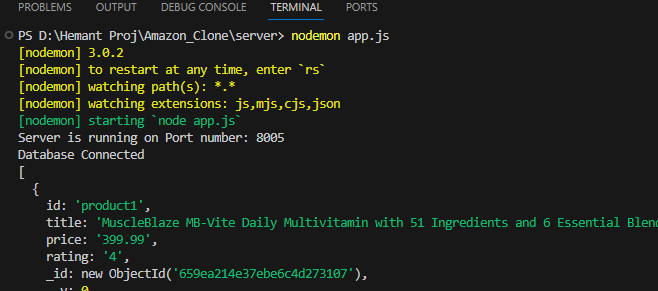 PROBLEMS OUTPUT DEBUG CONSOLE TERMINAL PORTS
PS D:\Hemant Proj\Amazon_Clone\server> nodemon app.js
[nodemon] 3.0.2
[nodemon] to restart at any time, enter `rs`
[nodemon] watching path(s): *.*
[nodemon] watching extensions: js,mjs,cjs,json
[nodemon] starting `node app.js`
Server is running on Port number: 8005
Database Connected
[
{
id: 'product1',
title: 'MuscleBlaze MB-Vite Daily Multivitamin with 51 Ingredients and 6 Essential Blend
price: '399.99',
rating: '4',
_id: new ObjectId('659ea214e37ebe6c4d273107'),